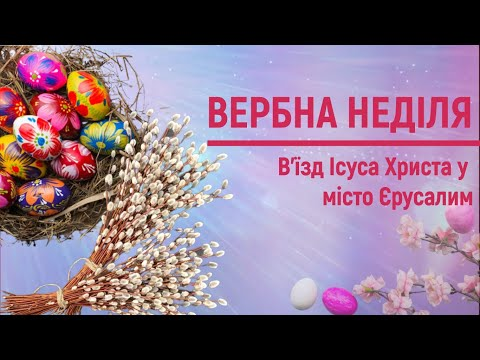 ВЕРБНА НЕДІЛЯ
В'їзд Ісуса Христа у
місто Єрусалим